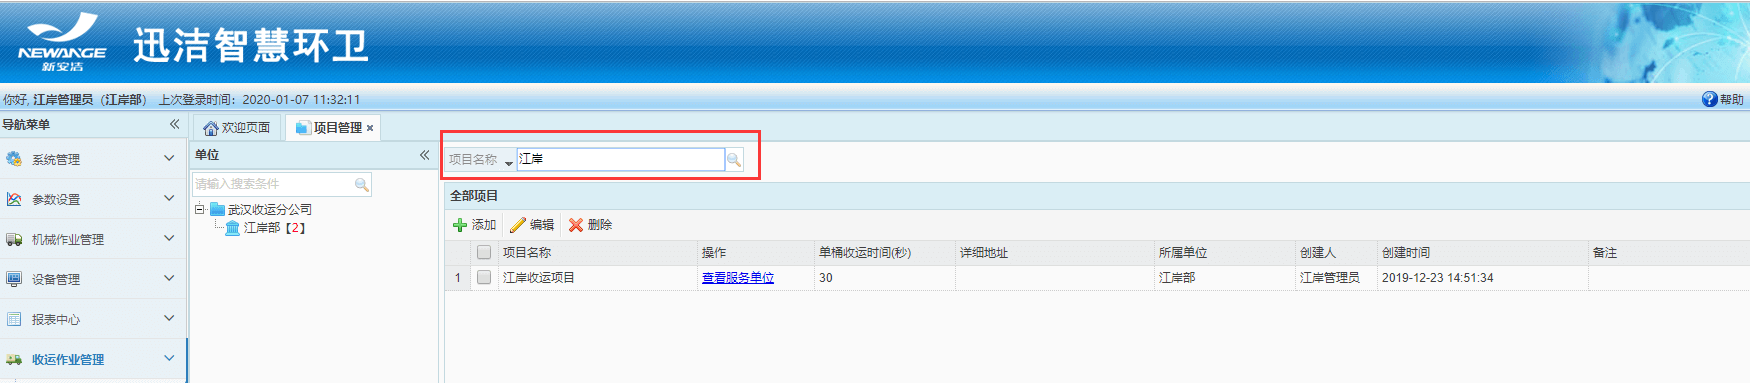 NEWANGE
新安洁
迅洁智慧环卫
你好, 江岸管理员（江岸部） 上次登录时间：2020-01-07 11:32:11
帮助
导航菜单
系统管理
参数设置
机械作业管理
设备管理
报表中心
收运作业管理
欢迎页面 项目管理
单位
请输入搜索条件
武汉收运分公司
江岸部【2】
项目名称 江岸
全部项目
添加 编辑 删除
项目名称 操作 单桶收运时间(秒) 详细地址 所属单位 创建人 创建时间 备注
1 江岸收运项目 查看服务单位 30 江岸部 江岸管理员 2019-12-23 14:51:34